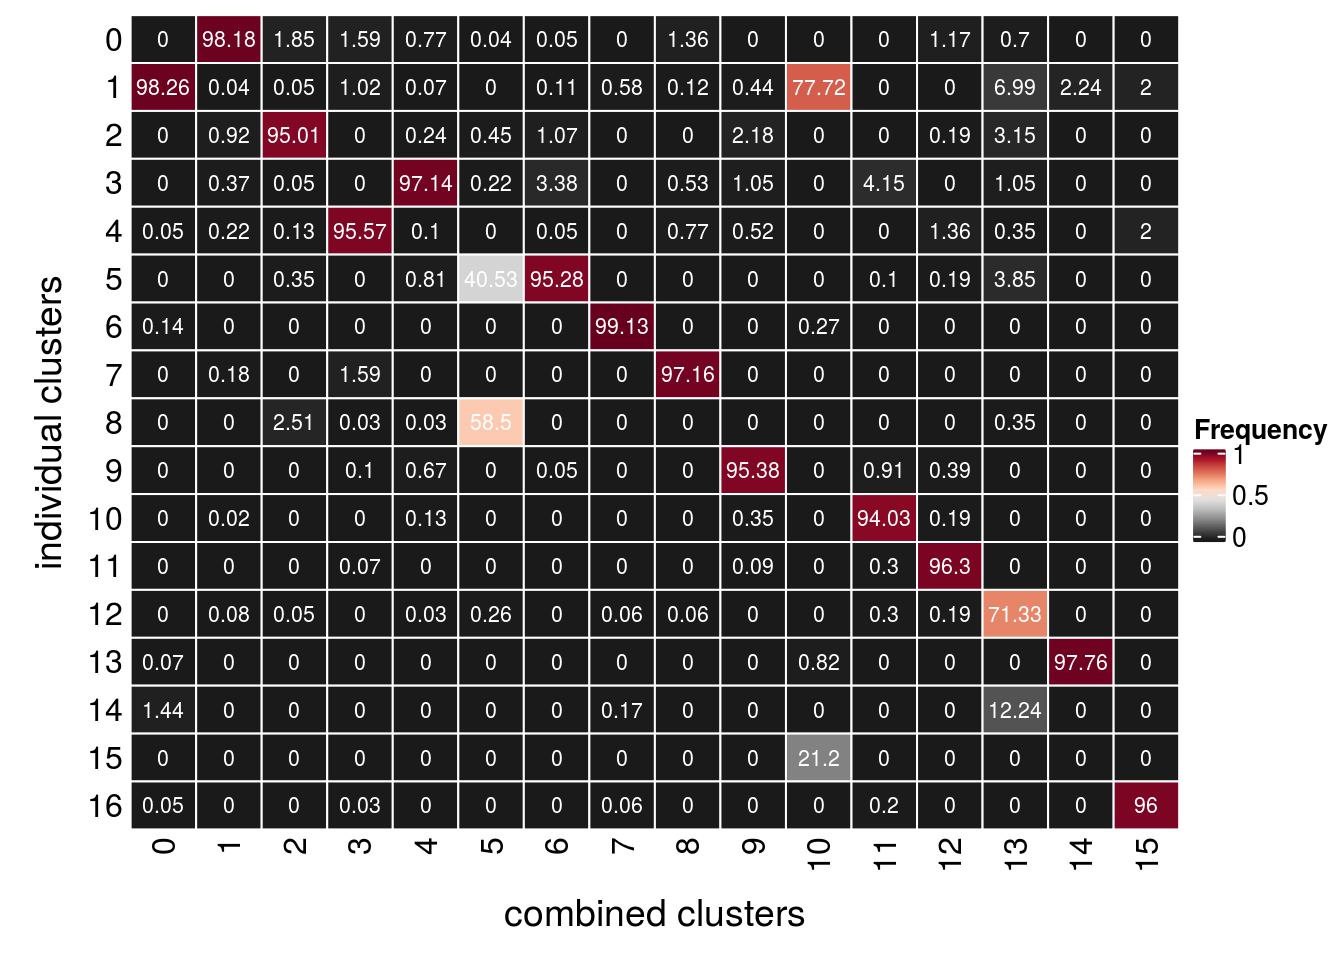 0 0 98.18 1.85 1.59 0.77 0.04 0.05 0 1.36 0 0 0 1.17 0.7 0 0
1 98.26 0.04 0.05 1.02 0.07 0 0.11 0.58 0.12 0.44 77.72 0 0 6.99 2.24 2
2 0 0.92 95.01 0 0.24 0.45 1.07 0 0 2.18 0 0 0.19 3.15 0 0
3 0 0.37 0.05 0 97.14 0.22 3.38 0 0.53 1.05 0 4.15 0 1.05 0 0
4 0.05 0.22 0.13 95.57 0.1 0 0.05 0 0.77 0.52 0 0 1.36 0.35 0 2
5 0 0 0.35 0 0.81 40.53 95.28 0 0 0 0 0.1 0.19 3.85 0 0
6 0.14 0 0 0 0 0 0 99.13 0 0 0.27 0 0 0 0 0
7 0 0.18 0 1.59 0 0 0 0 97.16 0 0 0 0 0 0 0
8 0 0 2.51 0.03 0.03 58.5 0 0 0 0 0 0 0 0.35 0 0
9 0 0 0 0.1 0.67 0 0.05 0 0 95.38 0 0.91 0.39 0 0 0
10 0 0.02 0 0 0.13 0 0 0 0 0.35 0 94.03 0.19 0 0 0
11 0 0 0 0.07 0 0 0 0 0 0.09 0 0.3 96.3 0 0 0
12 0 0.08 0.05 0 0.03 0.26 0 0.06 0.06 0 0 0.3 0.19 71.33 0 0
13 0.07 0 0 0 0 0 0 0 0 0 0.82 0 0 0 97.76 0
14 1.44 0 0 0 0 0 0 0.17 0 0 0 0 0 12.24 0 0
15 0 0 0 0 0 0 0 0 0 0 21.2 0 0 0 0 0
16 0.05 0 0 0.03 0 0 0 0.06 0 0 0 0.2 0 0 0 96
0 1 2 3 4 5 6 7 8 9 10 11 12 13 14 15
combined clusters
individual clusters
Frequency
1
0.5
0